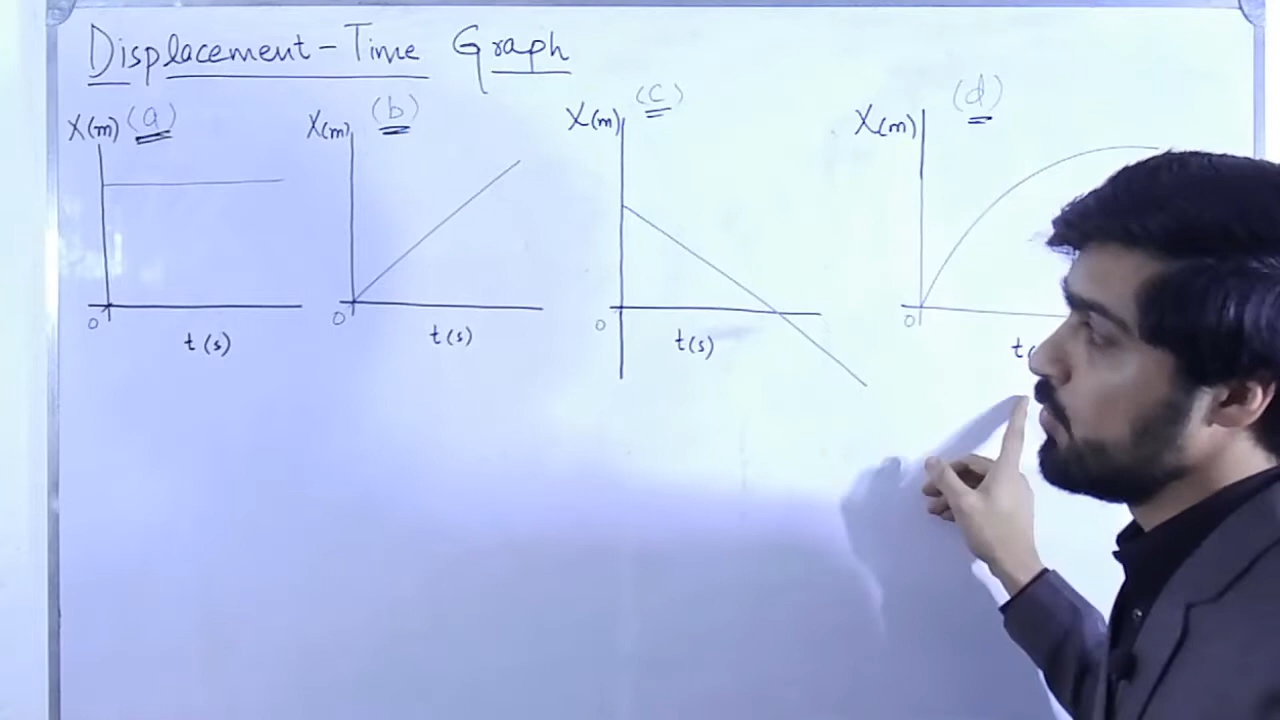 Displacement-Time Graph
(a)
(b)
(c)
(d)
X(m)
X(m)
X(m)
X(m)
0
0
0
0
t(s)
t(s)
t(s)